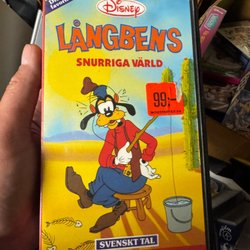 Disney
LÅNGBENS
SNURRIGA VÄRLD
99:-
SVENSKT TAL